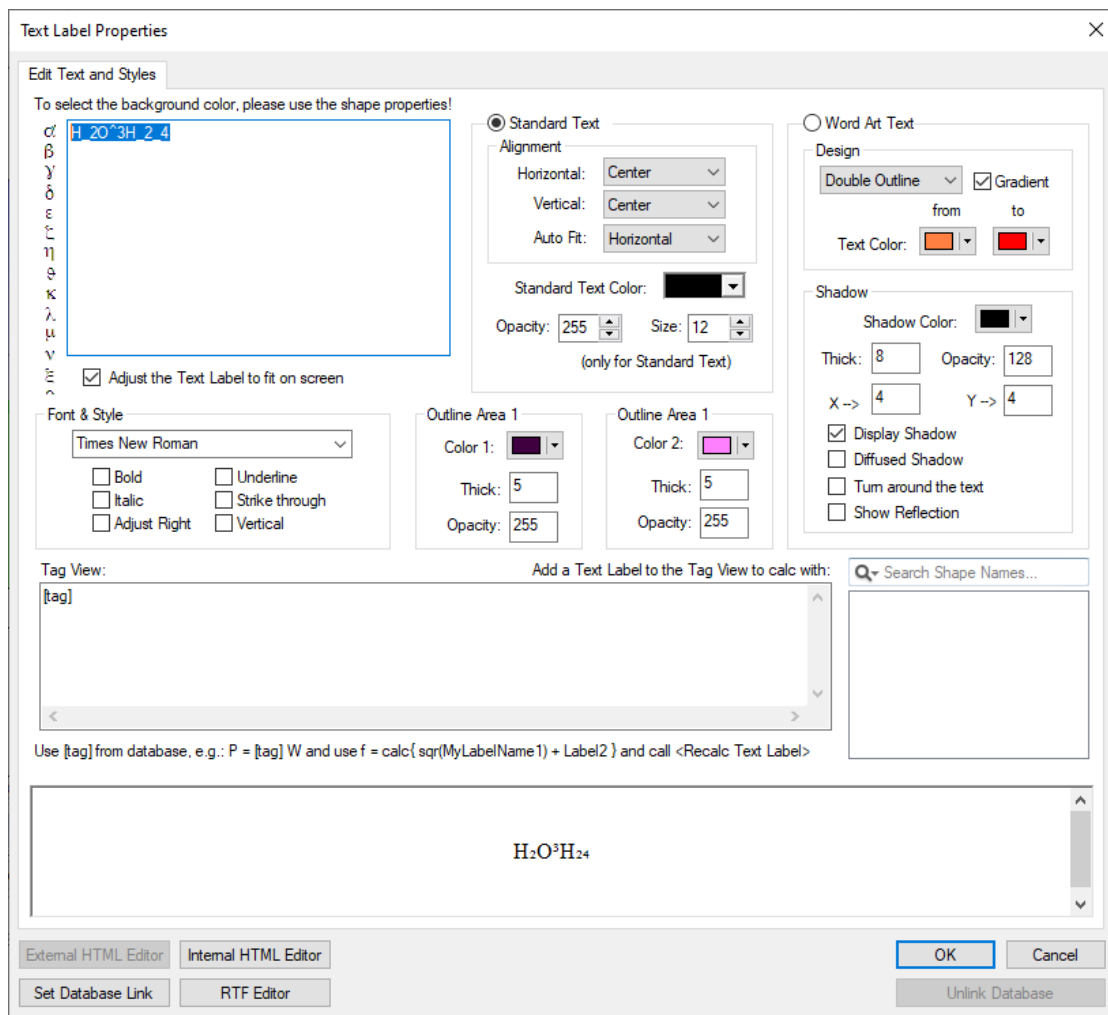 Text Label Properties
Edit Text and Styles
To select the background color, please use the shape properties!
α
β
γ
δ
ε
ζ
η
ϑ
κ
λ
μ
ν
ξ
H_2O^3H_2_4
Adjust the Text Label to fit on screen
Standard Text
Alignment
Horizontal: Center
Vertical: Center
Auto Fit: Horizontal
Standard Text Color:
Opacity: 255 Size: 12
(only for Standard Text)
Word Art Text
Design
Double Outline Gradient
from to
Text Color:
Shadow
Shadow Color:
Thick: 8 Opacity: 128
X --> 4 Y --> 4
Display Shadow
Diffused Shadow
Turn around the text
Show Reflection
Font & Style
Times New Roman
Bold Underline
Italic Strike through
Adjust Right Vertical
Outline Area 1
Color 1:
Thick: 5
Opacity: 255
Outline Area 1
Color 2:
Thick: 5
Opacity: 255
Tag View: Add a Text Label to the Tag View to calc with:
[tag]
Search Shape Names...
Use [tag] from database, e.g.: P = [tag] W and use f = calc{ sqr(MyLabelName1) + Label2 } and call <Recalc Text Label>
H₂O³H₂₄
External HTML Editor Internal HTML Editor OK Cancel
Set Database Link RTF Editor Unlink Database